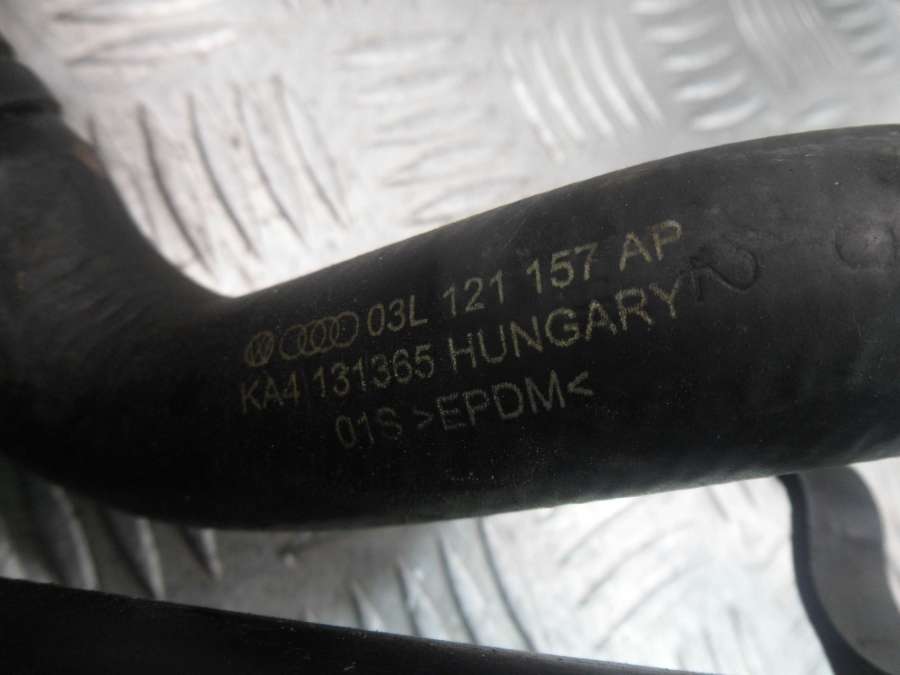 03L 121 157 AP
KA4 131365 HUNGARY
01S >EPDM<